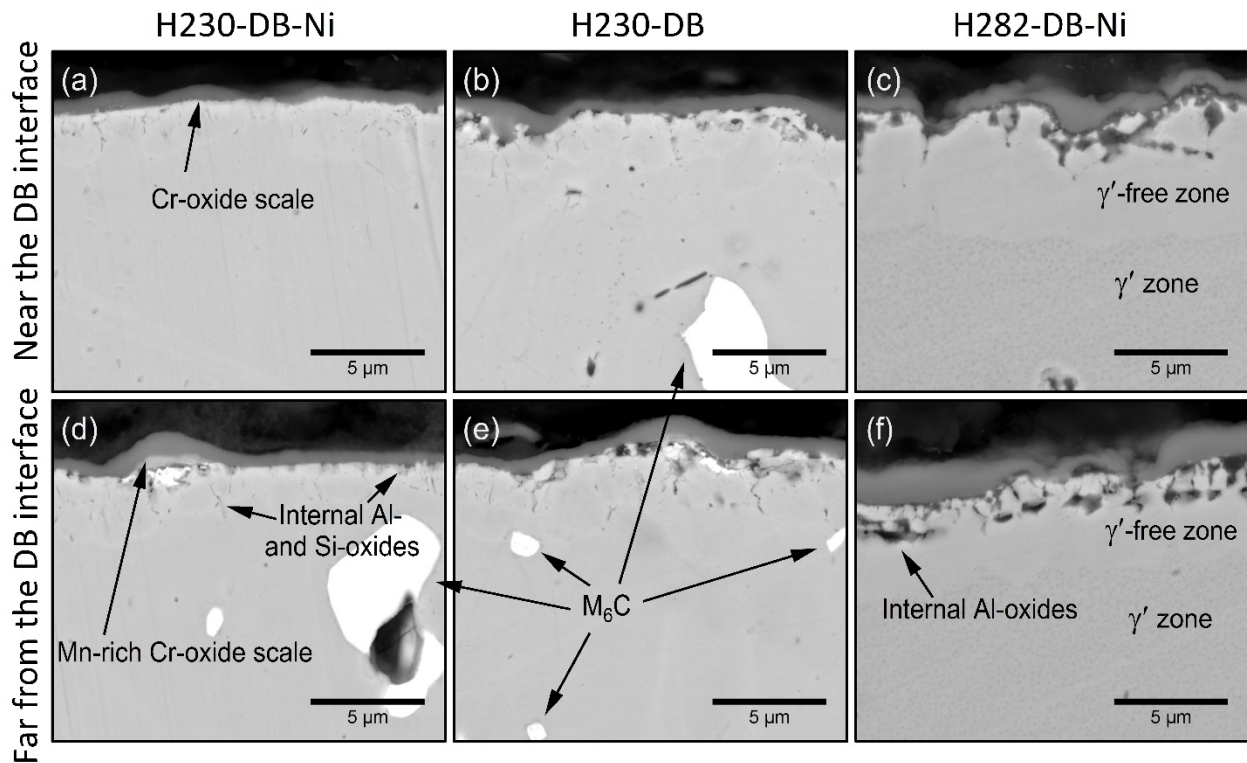 H230-DB-Ni
H230-DB
H282-DB-Ni
Near the DB interface
(a)
Cr-oxide scale
5 µm
(b)
5 µm
(c)
γ′-free zone
γ′ zone
5 µm
Far from the DB interface
(d)
Internal Al-
and Si-oxides
Mn-rich Cr-oxide scale
5 µm
(e)
M₆C
5 µm
(f)
γ′-free zone
Internal Al-oxides
γ′ zone
5 µm